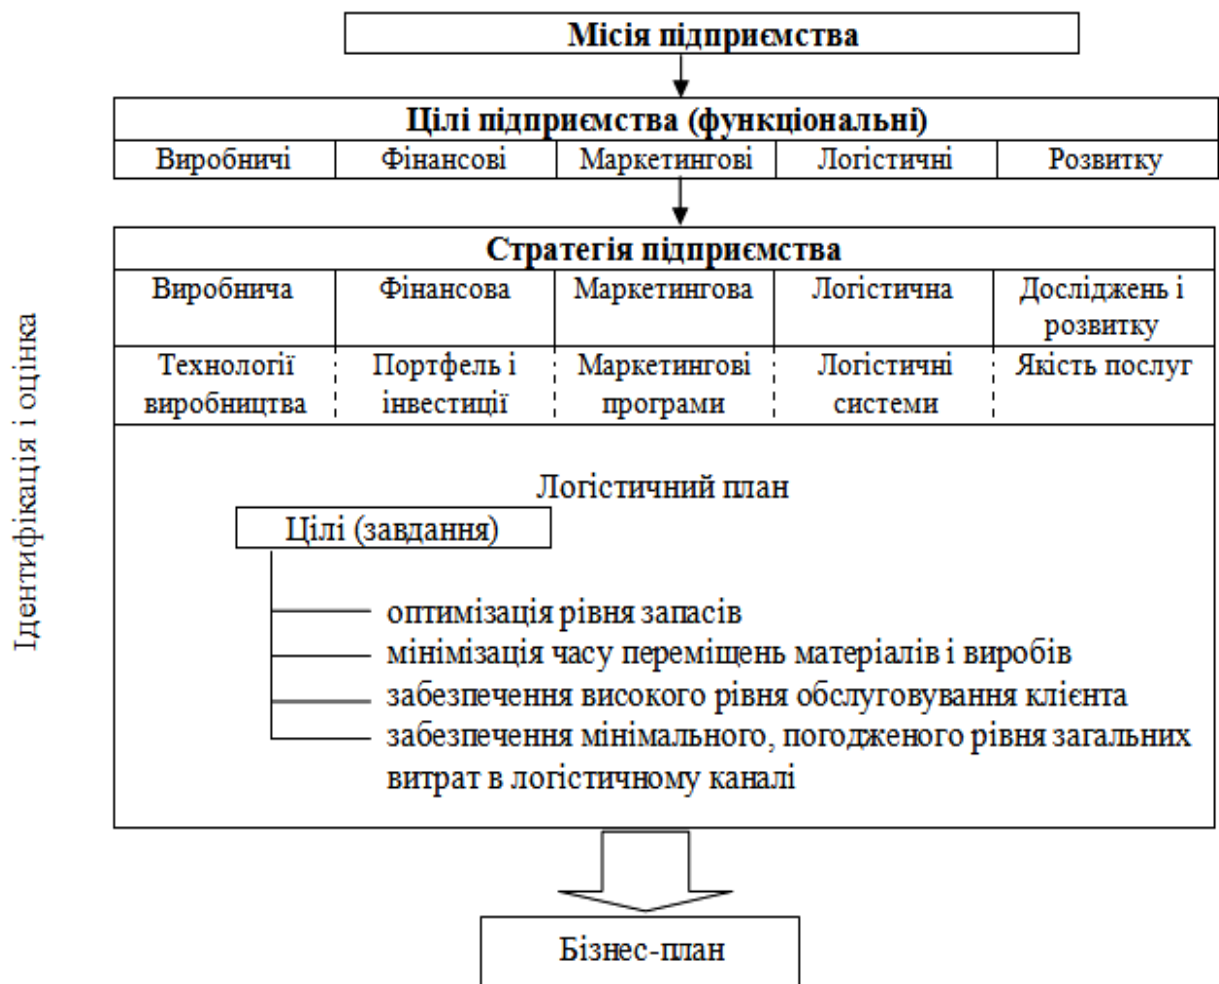 Місія підприємства
Цілі підприємства (функціональні)
Виробничі Фінансові Маркетингові Логістичні Розвитку
Стратегія підприємства
Виробнича Фінансова Маркетингова Логістична Досліджень і
розвитку
Технології Портфель і Маркетингові Логістичні Якість послуг
виробництва інвестиції програми системи
Ідентифікація і оцінка
Логістичний план
Цілі (завдання)
оптимізація рівня запасів
мінімізація часу переміщень матеріалів і виробів
забезпечення високого рівня обслуговування клієнта
забезпечення мінімального, погодженого рівня загальних
витрат в логістичному каналі
Бізнес-план